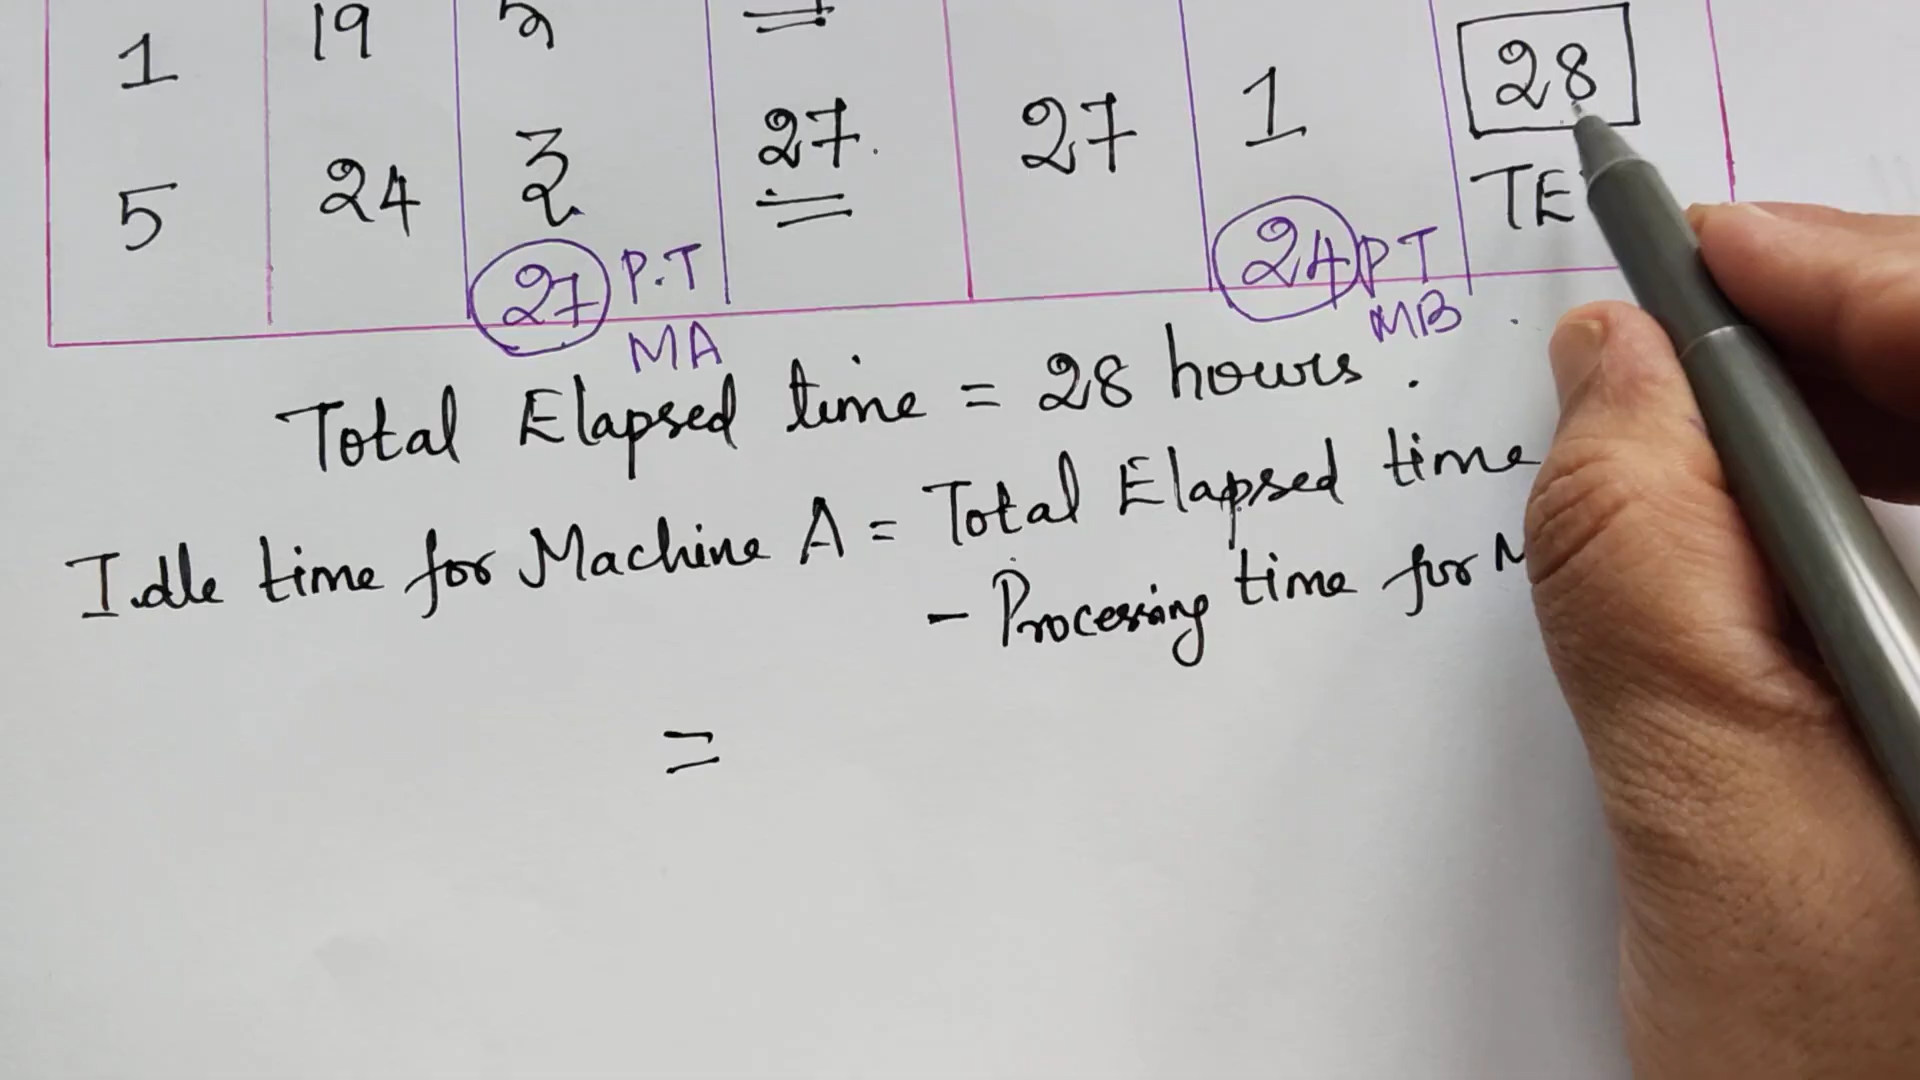 1 19 28
5 24 3 27. 27 1
2 TE
27 P.T 24 PT
MA MB
Total Elapsed time = 28 hours.
Idle time for Machine A = Total Elapsed time
- Processing time for M
=